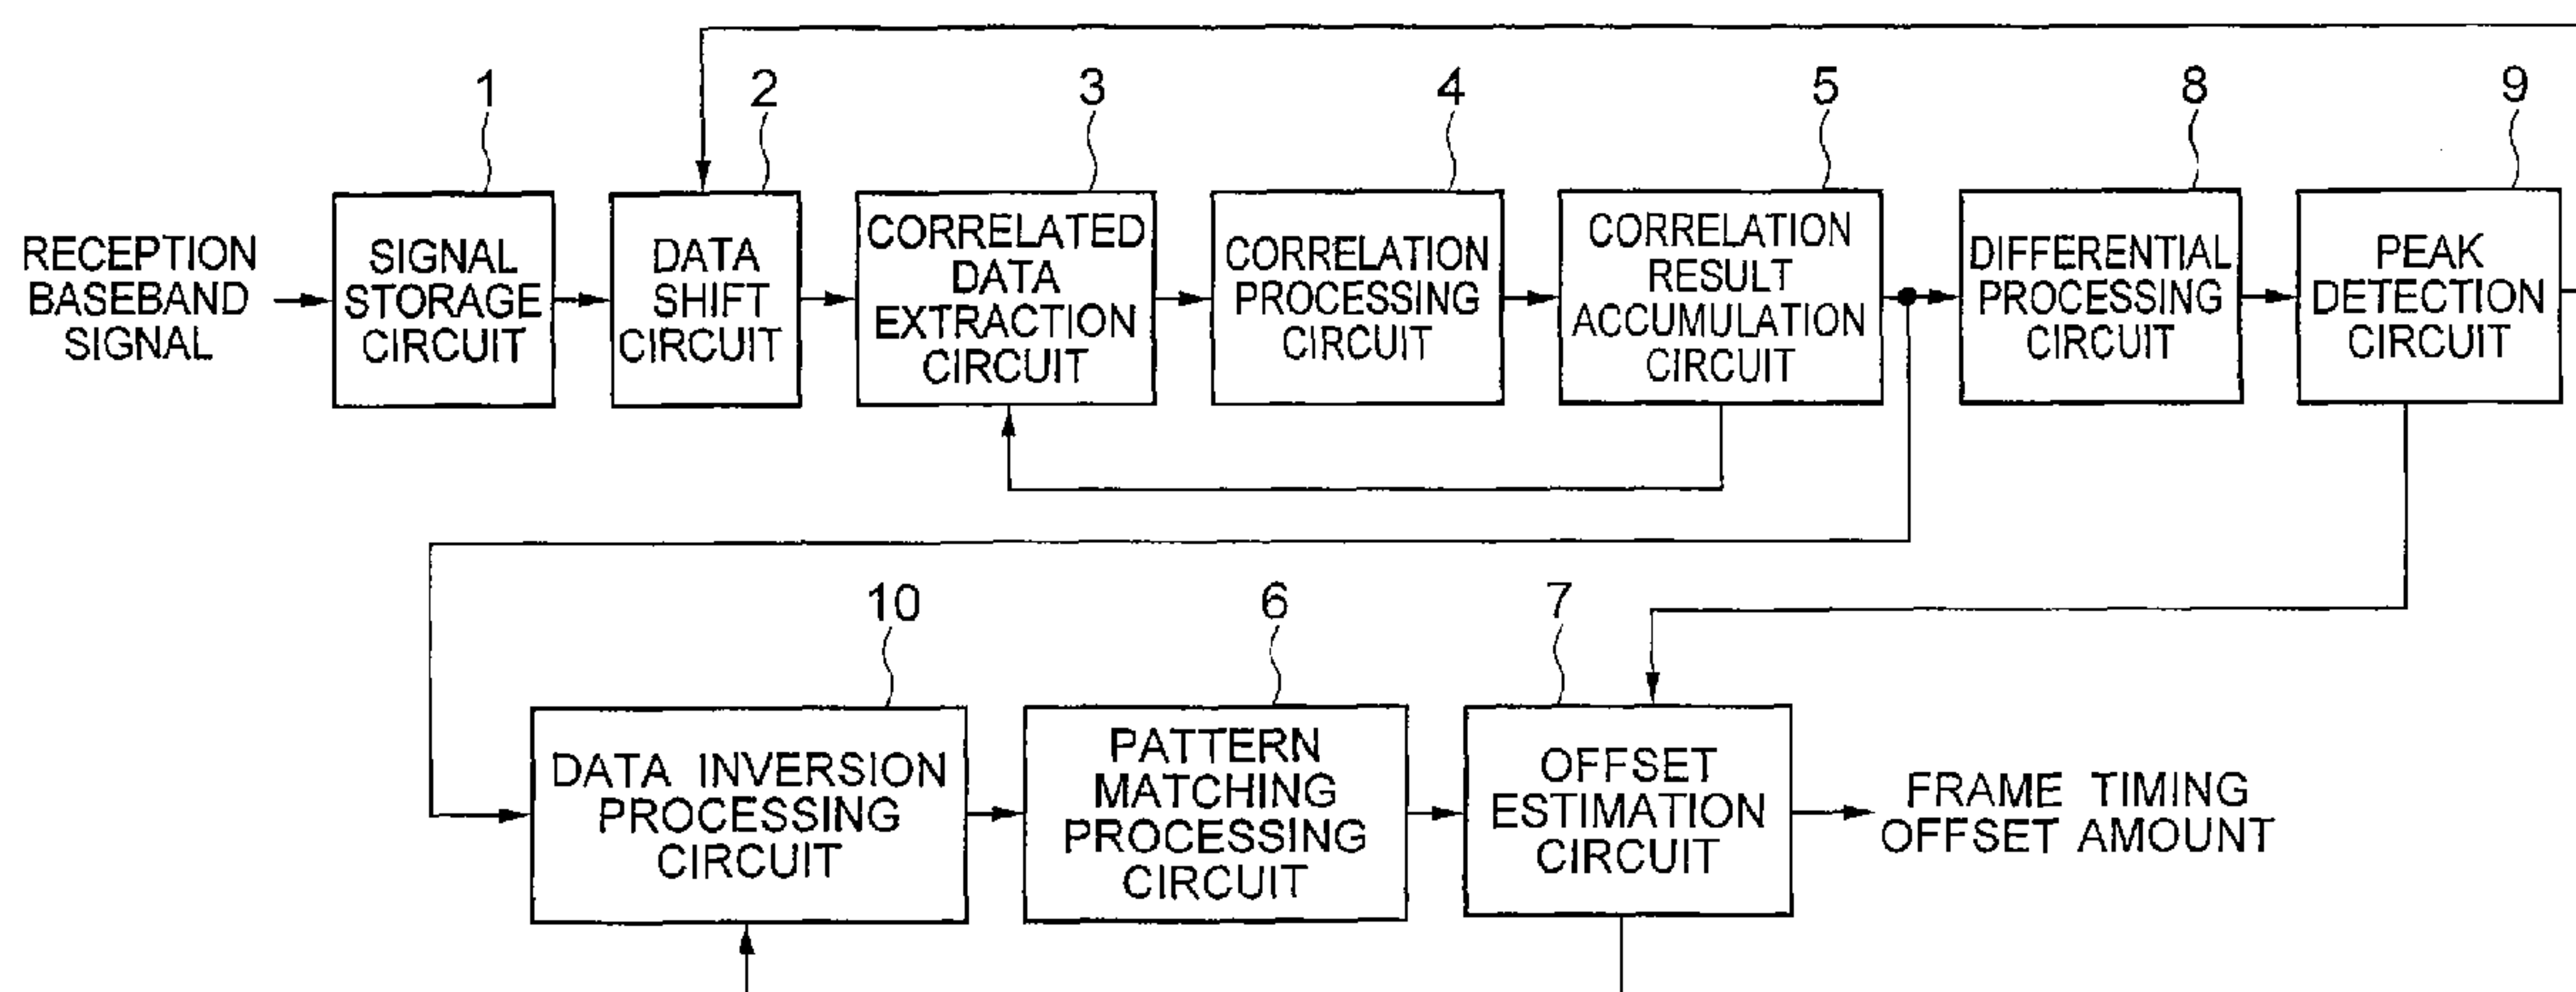 1
2
3
4
5
8
9
RECEPTION
BASEBAND
SIGNAL
SIGNAL
STORAGE
CIRCUIT
DATA
SHIFT
CIRCUIT
CORRELATED
DATA
EXTRACTION
CIRCUIT
CORRELATION
PROCESSING
CIRCUIT
CORRELATION
RESULT
ACCUMULATION
CIRCUIT
DIFFERENTIAL
PROCESSING
CIRCUIT
PEAK
DETECTION
CIRCUIT
10
6
7
DATA INVERSION
PROCESSING
CIRCUIT
PATTERN
MATCHING
PROCESSING
CIRCUIT
OFFSET
ESTIMATION
CIRCUIT
FRAME TIMING
OFFSET AMOUNT